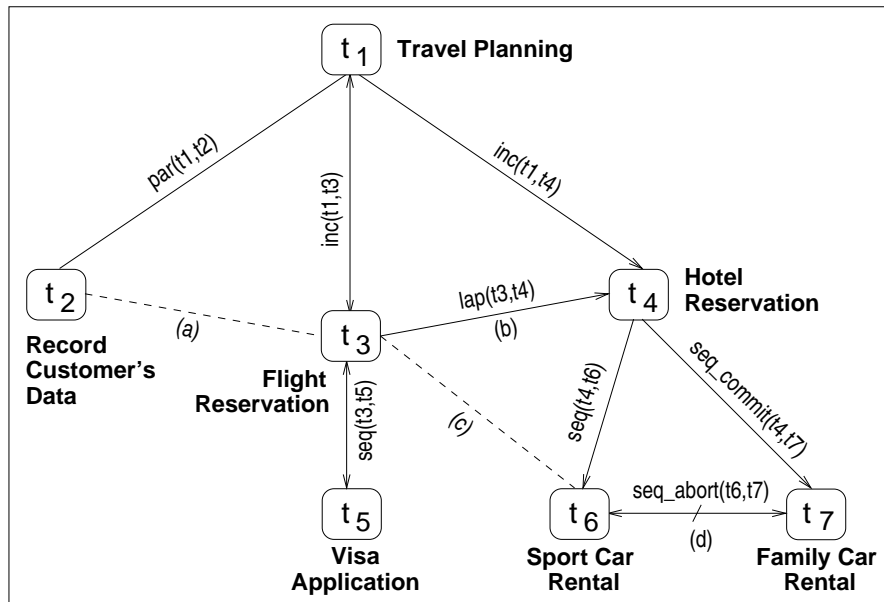 t1
Travel Planning
par(t1,t2)
inc(t1,t3)
inc(t1,t4)
t2
Record
Customer's
Data
(a)
t3
Flight
Reservation
lap(t3,t4)
(b)
t4
Hotel
Reservation
seq(t3,t5)
(c)
seq(t4,t6)
seq_commit(t4,t7)
t5
Visa
Application
t6
Sport Car
Rental
seq_abort(t6,t7)
(d)
t7
Family Car
Rental